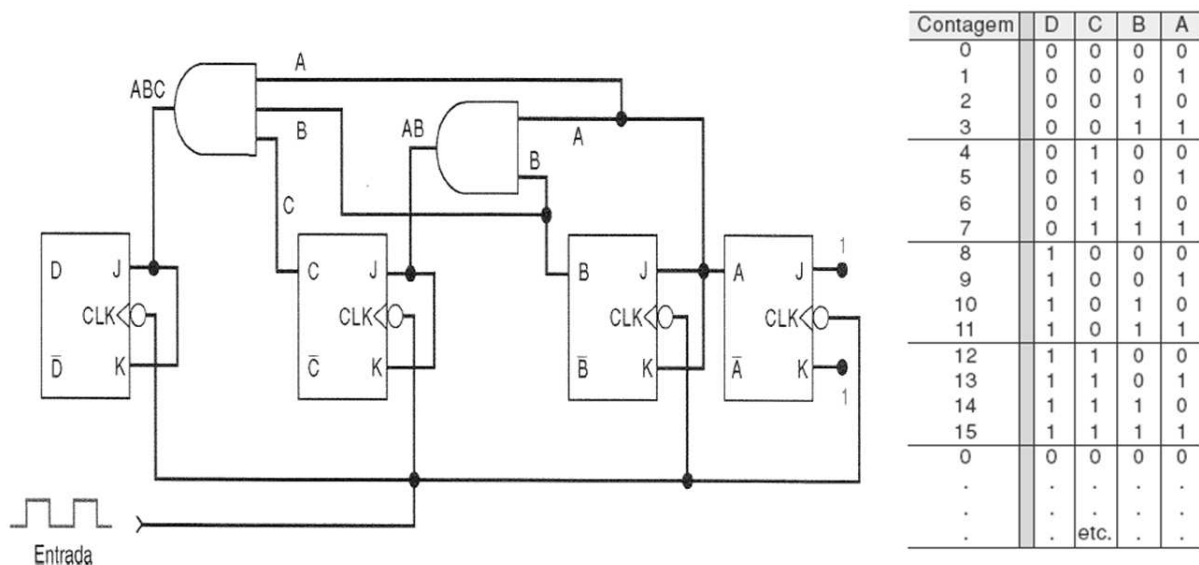 A
ABC
B
AB
A
B
C
D J
CLK
D̅ K
C J
CLK
C̅ K
B J
CLK
B̅ K
A J
CLK
A̅ K
1
1
Entrada
Contagem D C B A
0 0 0 0 0
1 0 0 0 1
2 0 0 1 0
3 0 0 1 1
4 0 1 0 0
5 0 1 0 1
6 0 1 1 0
7 0 1 1 1
8 1 0 0 0
9 1 0 0 1
10 1 0 1 0
11 1 0 1 1
12 1 1 0 0
13 1 1 0 1
14 1 1 1 0
15 1 1 1 1
0 0 0 0 0
. . . . .
. . . . .
. . etc. . .